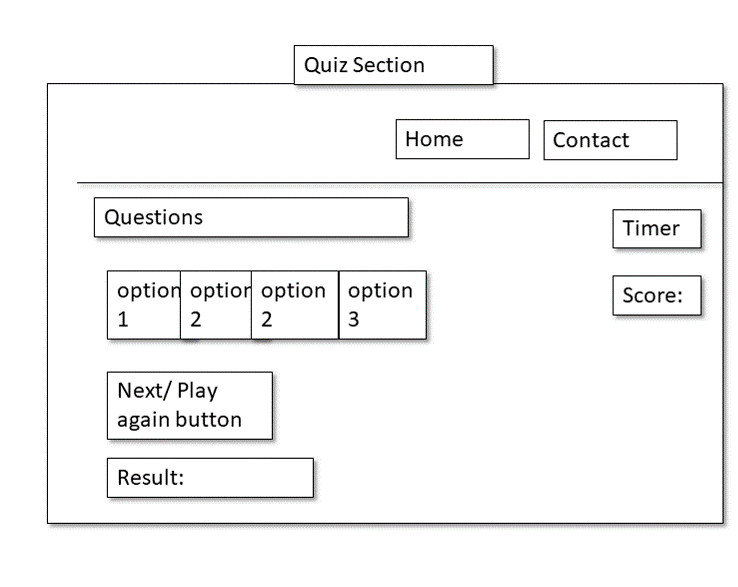 Quiz Section
Home
Contact
Questions
Timer
option
1
option
2
option
2
option
3
Score:
Next/ Play
again button
Result: